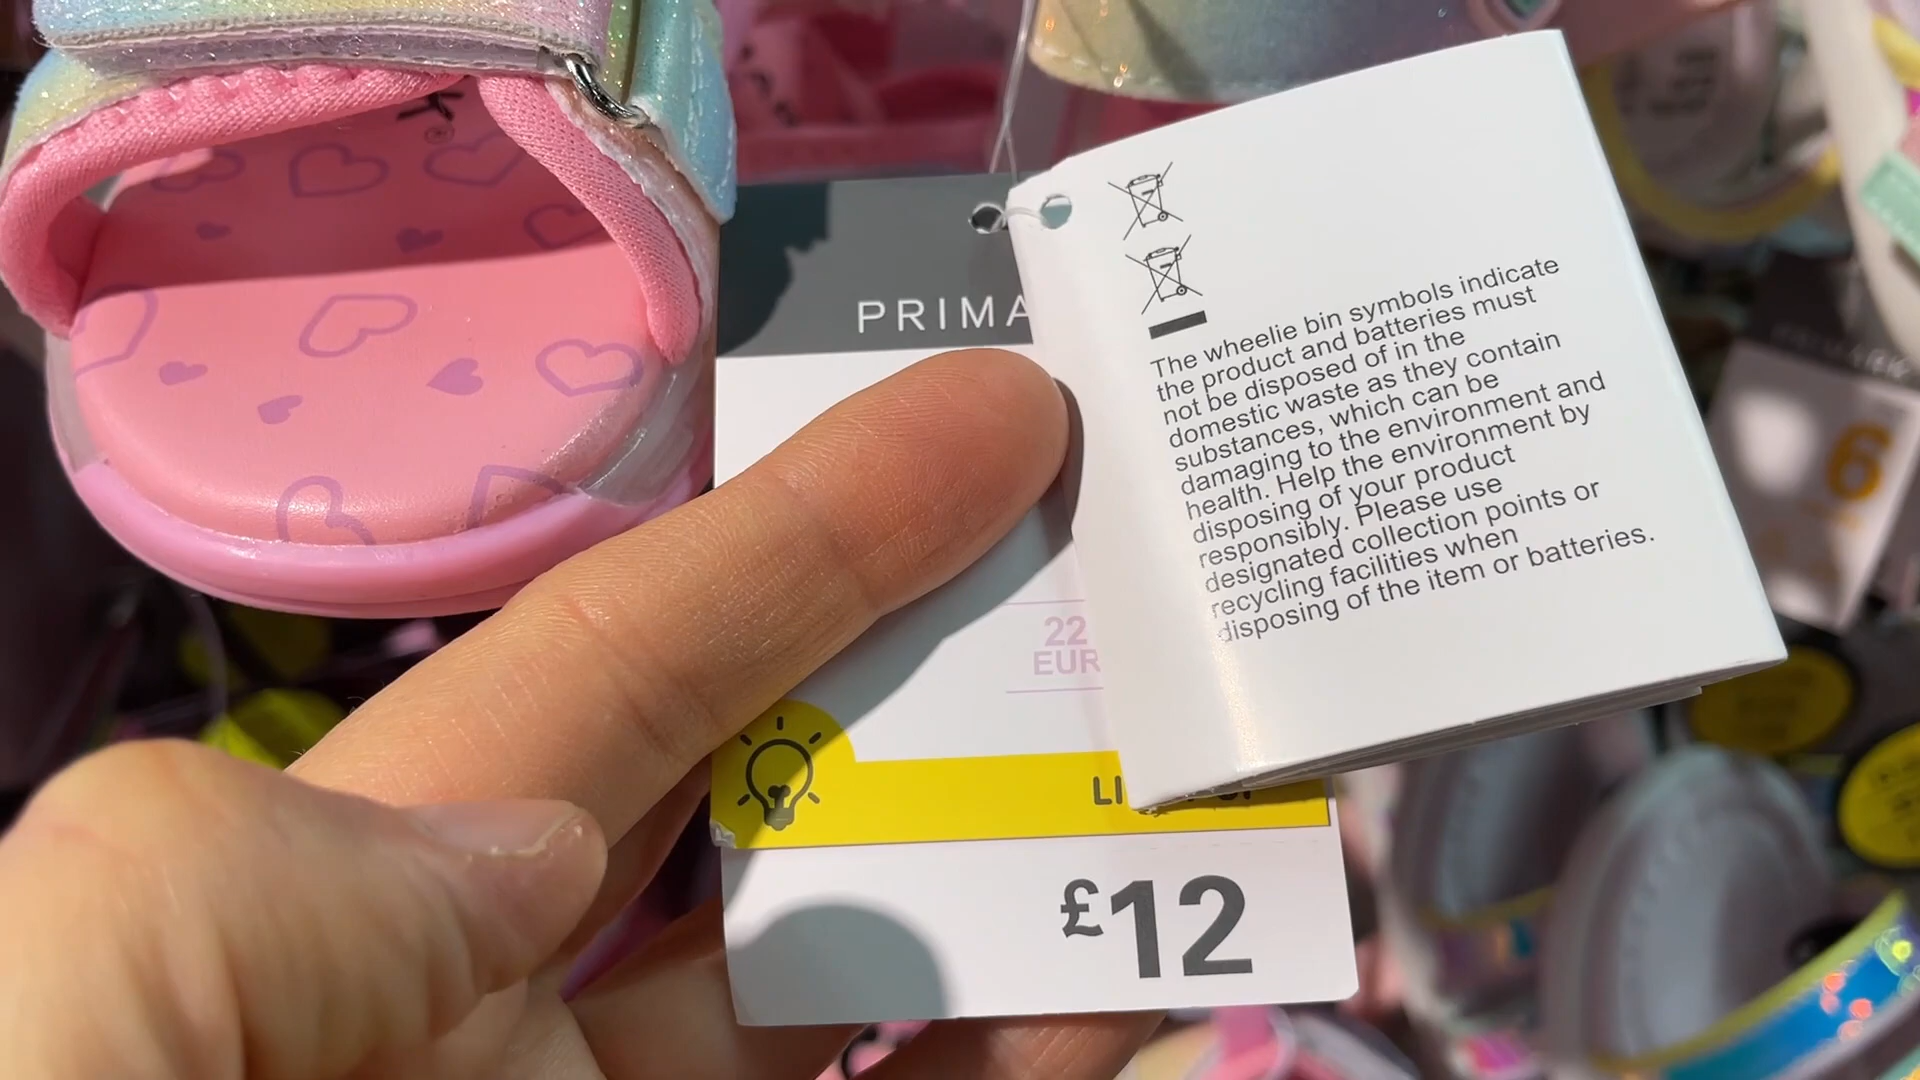 PRIMA
The wheelie bin symbols indicate
the product and batteries must
not be disposed of in the
domestic waste as they contain
substances, which can be
damaging to the environment and
health. Help the environment by
disposing of your product
responsibly. Please use
designated collection points or
recycling facilities when
disposing of the item or batteries.
22
EUR
LI
£12
6